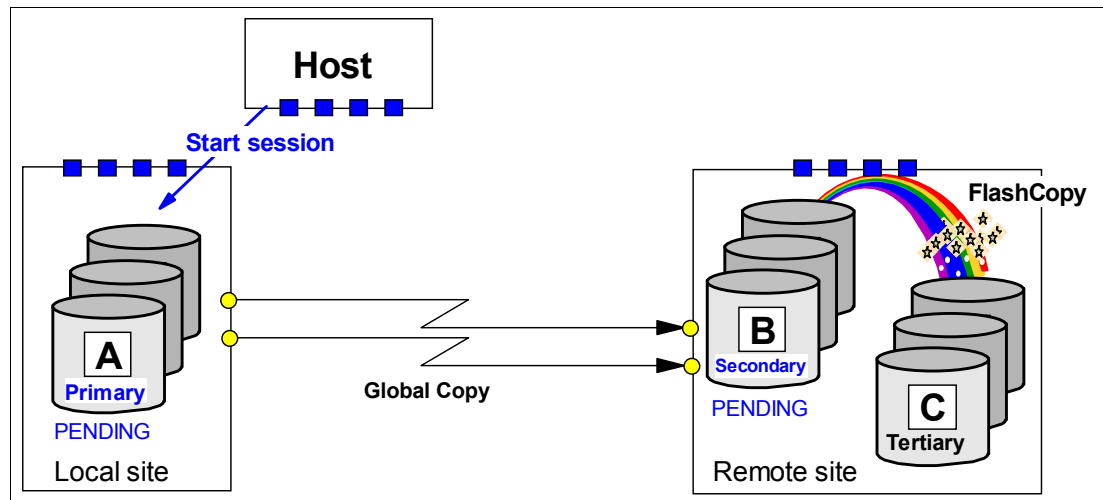 Host
Start session
FlashCopy
A
Primary
PENDING
Local site
Global Copy
B
Secondary
PENDING
C
Tertiary
Remote site